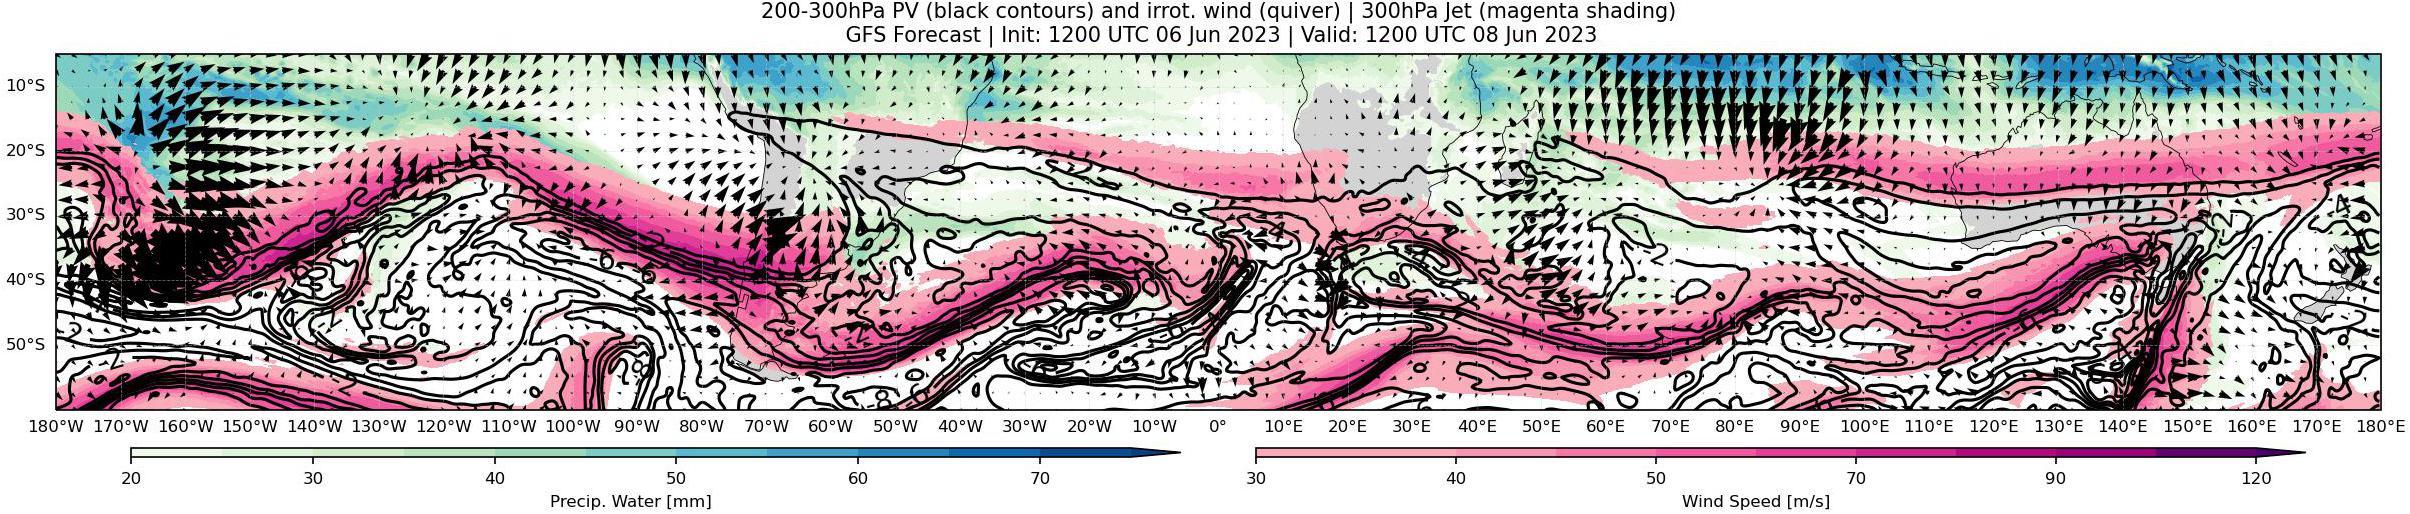 200-300hPa PV (black contours) and irrot. wind (quiver) | 300hPa Jet (magenta shading)
GFS Forecast | Init: 1200 UTC 06 Jun 2023 | Valid: 1200 UTC 08 Jun 2023
10°S
20°S
30°S
40°S
50°S
180°W 170°W 160°W 150°W 140°W 130°W 120°W 110°W 100°W 90°W 80°W 70°W 60°W 50°W 40°W 30°W 20°W 10°W 0° 10°E 20°E 30°E 40°E 50°E 60°E 70°E 80°E 90°E 100°E 110°E 120°E 130°E 140°E 150°E 160°E 170°E 180°E
20 30 40 50 60 70
Precip. Water [mm]
30 40 50 70 90 120
Wind Speed [m/s]